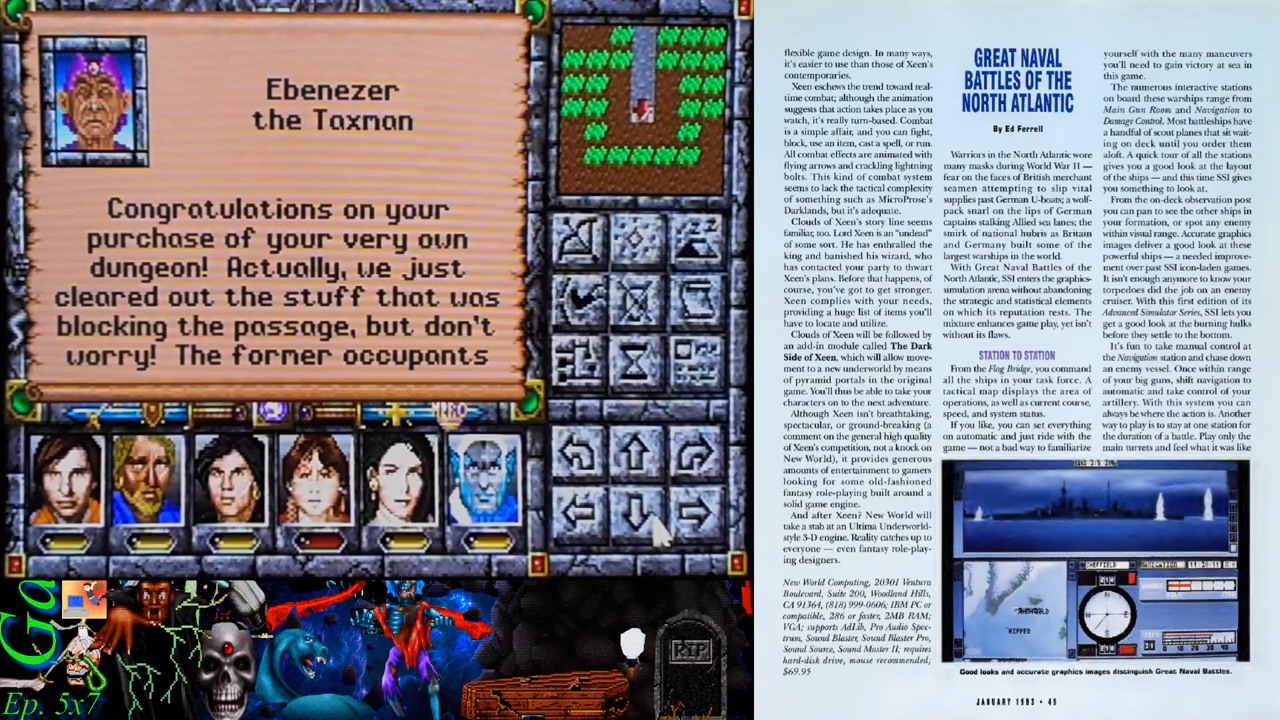 Ebenezer
the Taxman
Congratulations on your
purchase of your very own
dungeon! Actually, we just
cleared out the stuff that was
blocking the passage, but don't
worry! The former occupants
Ga
Ep. 5x7
RIP
flexible game design. In many ways,
it's easier to use than those of Xeen's
contemporaries.
Xeen eschews the trend toward real-
time combat; although the animation
suggests that action takes place as you
watch, it's really turn-based. Combat
is a simple affair, and you can fight,
block, use an item, cast a spell, or run.
All combat effects are animated with
flying arrows and crackling lightning
bolts. This kind of combat system
seems to lack the tactical complexity
of something such as MicroProse's
Darklands, but it's adequate.
Clouds of Xeen's story line seems
familiar, too. Lord Xeen is an "undead"
of some sort. He has enthralled the
king and banished his wizard, who
has contacted your party to thwart
Xeen's plans. Before that happens, of
course, you've got to get stronger.
Xeen complies with your needs,
providing a huge list of items you'll
have to locate and utilize.
Clouds of Xeen will be followed by
an add-in module called The Dark
Side of Xeen, which will allow move-
ment to a new underworld by means
of pyramid portals in the original
game. You'll thus be able to take your
characters on to the next adventure.
Although Xeen isn't breathtaking,
spectacular, or ground-breaking (a
comment on the general high quality
of Xeen's competition, not a knock on
New World), it provides generous
amounts of entertainment to gamers
looking for some old-fashioned
fantasy role-playing built around a
solid game engine.
And after Xeen? New World will
take a stab at an Ultima Underworld-
style 3-D engine. Reality catches up to
everyone — even fantasy role-play-
ing designers.
New World Computing, 20301 Ventura
Boulevard, Suite 200, Woodland Hills,
CA 91364, (818) 999-0606; IBM PC or
compatible, 286 or faster, 2MB RAM;
VGA; supports AdLib, Pro Audio Spec-
trum, Sound Blaster, Sound Blaster Pro,
Sound Source, Sound Master II; requires
hard-disk drive, mouse recommended;
$69.95
GREAT NAVAL
BATTLES OF THE
NORTH ATLANTIC
By Ed Ferrell
Warriors in the North Atlantic wore
many masks during World War II —
fear on the faces of British merchant
seamen attempting to slip vital
supplies past German U-boats; a wolf-
pack snarl on the lips of German
captains stalking Allied sea lanes; the
smirk of national hubris as Britain
and Germany built some of the
largest warships in the world.
With Great Naval Battles of the
North Atlantic, SSI enters the graphics-
simulation arena without abandoning
the strategic and statistical elements
on which its reputation rests. The
mixture enhances game play, yet isn't
without its flaws.
STATION TO STATION
From the Flag Bridge, you command
all the ships in your task force. A
tactical map displays the area of
operations, as well as current course,
speed, and system status.
If you like, you can set everything
on automatic and just ride with the
game — not a bad way to familiarize
yourself with the many maneuvers
you'll need to gain victory at sea in
this game.
The numerous interactive stations
on board these warships range from
Main Gun Room and Navigation to
Damage Control. Most battleships have
a handful of scout planes that sit wait-
ing on deck until you order them
aloft. A quick tour of all the stations
gives you a good look at the layout
of the ships — and this time SSI gives
you something to look at.
From the on-deck observation post
you can pan to see the other ships in
your formation, or spot any enemy
within visual range. Accurate graphics
images deliver a good look at these
powerful ships — a needed improve-
ment over past SSI icon-laden games.
It isn't enough anymore to know your
torpedoes did the job on an enemy
cruiser. With this first edition of its
Advanced Simulator Series, SSI lets you
get a good look at the burning hulks
before they settle to the bottom.
It's fun to take manual control at
the Navigation station and chase down
an enemy vessel. Once within range
of your big guns, shift navigation to
automatic and take control of your
artillery. With this system you can
always be where the action is. Another
way to play is to stay at one station for
the duration of a battle. Play only the
main turrets and feel what it was like
SHEFFIELD
NAVIGATION
HIPPER
Good looks and accurate graphics images distinguish Great Naval Battles.
JANUARY 1993 • 49